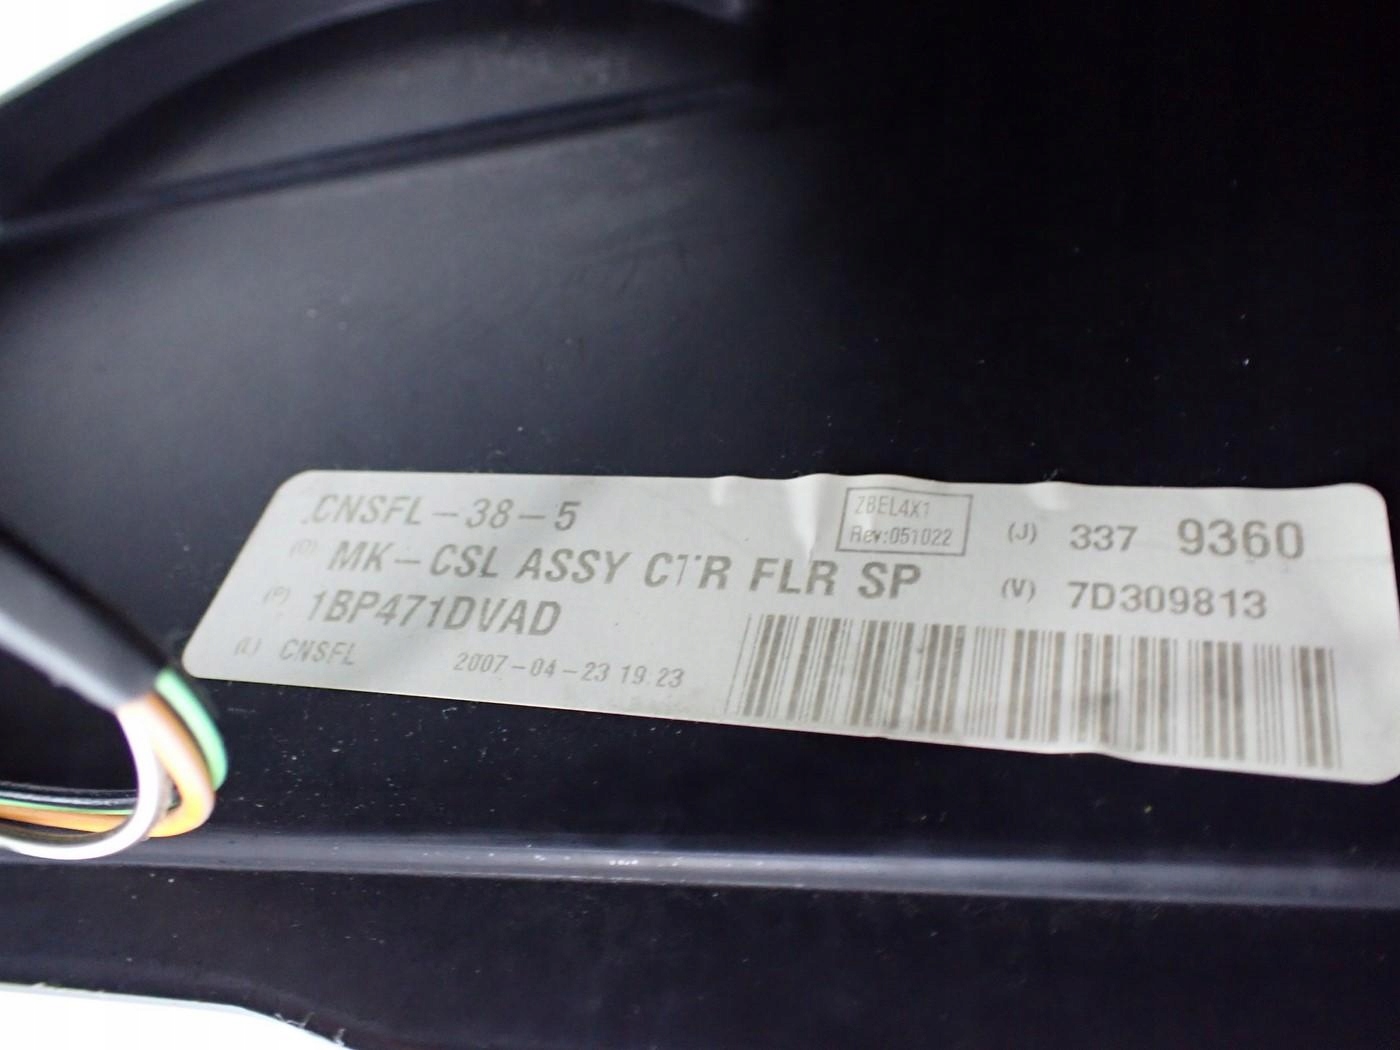 CNSFL-38-5
ZBEL4X1
Rev:051022
(J) 337 9360
(O) MK-CSL ASSY CTR FLR SP
(V) 7D309813
(P) 1BP471DVAD
(L) CNSFL 2007-04-23 19:23